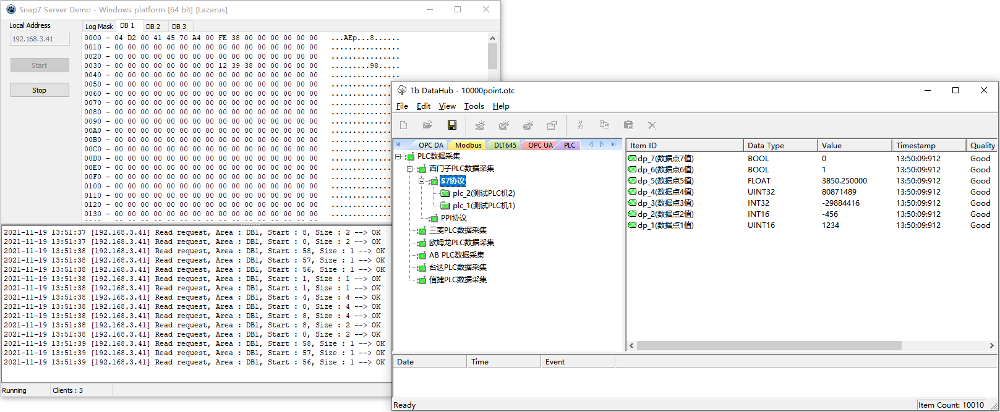 Snap7 Server Demo - Windows platform [64 bit] [Lazarus]
Local Address
192.168.3.41
Start
Stop
Log Mask DB 1 DB 2 DB 3
0000 - 04 D2 00 41 45 70 A4 00 FE 38 00 00 00 00 00 00 ...AEp...8......
0010 - 00 00 00 00 00 00 00 00 00 00 00 00 00 00 00 00 ................
0020 - 00 00 00 00 00 00 00 00 00 00 00 00 00 00 00 00 ................
0030 - 00 00 00 00 00 00 00 00 12 39 38 00 00 00 00 00 .........98.....
0040 - 00 00 00 00 00 00 00 00 00 00 00 00 00 00 00 00 ................
0050 - 00 00 00 00 00 00 00 00 00 00 00 00 00 00 00 00 ..............
0060 - 00 00 00 00 00 00 00 00 00 00 00 00 00 00 00 00 ..............
0070 - 00 00 00 00 00 00 00 00 00 00 00 00 00 00 00 00 ..............
0080 - 00 00 00 00 00 00 00 00 00 00 00 00 00 00 00 00 ..............
0090 - 00 00 00 00 00 00 00 00 00 00 00 00 00 00 00 00 ..............
00A0 - 00 00 00 00 00 00 00 00 00 00 00 00 00 00 00 00 ..............
00B0 - 00 00 00 00 00 00 00 00 00 00 00 00 00 00 00 00 ..............
00C0 - 00 00 00 00 00 00 00 00 00 00 00 00 00 00 00 00 ..............
00D0 - 00 00 00 00 00 00 00 00 00 00 00 00 00 00 00 00 ..............
00E0 - 00 00 00 00 00 00 00 00 00 00 00 00 00 00 00 00 ..............
00F0 - 00 00 00 00 00 00 00 00 00 00 00 00 00 00 00 00 ..............
0100 - 00 00 00 00 00 00 00 00 00 00 00 00 00 00 00 00 ..............
0110 - 00 00 00 00 00 00 00 00 00 00 00 00 00 00 00 00 ..............
0120 - 00 00 00 00 00 00 00 00 00 00 00 00 00 00 00 00 ..............
0130 - 00 00 00 00 00 00 00 00 00 00 00 00 00 00 00 00 ..............
2021-11-19 13:51:37 [192.168.3.41] Read request, Area : DB1, Start : 8, Size : 2 --> OK
2021-11-19 13:51:37 [192.168.3.41] Read request, Area : DB1, Start : 0, Size : 2 --> OK
2021-11-19 13:51:38 [192.168.3.41] Read request, Area : DB1, Start : 58, Size : 1 --> OK
2021-11-19 13:51:38 [192.168.3.41] Read request, Area : DB1, Start : 57, Size : 1 --> OK
2021-11-19 13:51:38 [192.168.3.41] Read request, Area : DB1, Start : 56, Size : 1 --> OK
2021-11-19 13:51:38 [192.168.3.41] Read request, Area : DB1, Start : 1, Size : 1 --> OK
2021-11-19 13:51:38 [192.168.3.41] Read request, Area : DB1, Start : 1, Size : 1 --> OK
2021-11-19 13:51:38 [192.168.3.41] Read request, Area : DB1, Start : 4, Size : 4 --> OK
2021-11-19 13:51:38 [192.168.3.41] Read request, Area : DB1, Start : 0, Size : 4 --> OK
2021-11-19 13:51:38 [192.168.3.41] Read request, Area : DB1, Start : 8, Size : 4 --> OK
2021-11-19 13:51:38 [192.168.3.41] Read request, Area : DB1, Start : 8, Size : 2 --> OK
2021-11-19 13:51:38 [192.168.3.41] Read request, Area : DB1, Start : 0, Size : 2 --> OK
2021-11-19 13:51:39 [192.168.3.41] Read request, Area : DB1, Start : 58, Size : 1 --> OK
2021-11-19 13:51:39 [192.168.3.41] Read request, Area : DB1, Start : 57, Size : 1 --> OK
2021-11-19 13:51:39 [192.168.3.41] Read request, Area : DB1, Start : 56, Size : 1 --> OK
Running Clients : 3
Tb DataHub - 10000point.otc
File Edit View Tools Help
OPC DA Modbus DLT645 OPC UA PLC
PLC数据采集
西门子PLC数据采集
S7协议
plc_2(测试PLC机2)
plc_1(测试PLC机1)
PPI协议
三菱PLC数据采集
欧姆龙PLC数据采集
AB PLC数据采集
台达PLC数据采集
信捷PLC数据采集
Item ID Data Type Value Timestamp Quality
dp_7(数据点7值) BOOL 0 13:50:09:912 Good
dp_6(数据点6值) BOOL 1 13:50:09:912 Good
dp_5(数据点5值) FLOAT 3850.250000 13:50:09:912 Good
dp_4(数据点4值) UINT32 80871489 13:50:09:912 Good
dp_3(数据点3值) INT32 -29884416 13:50:09:912 Good
dp_2(数据点2值) INT16 -456 13:50:09:912 Good
dp_1(数据点1值) UINT16 1234 13:50:09:912 Good
Date Time Event
Ready Item Count: 10010